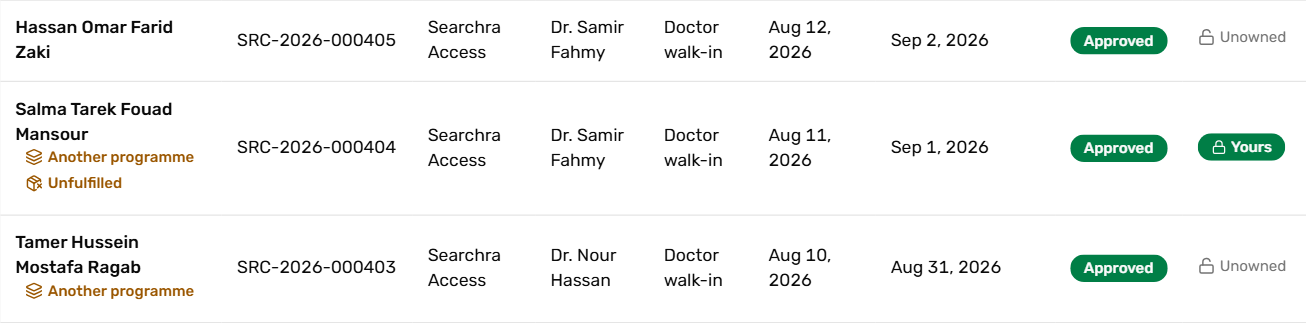 Hassan Omar Farid
Zaki
SRC-2026-000405
Searchra
Access
Dr. Samir
Fahmy
Doctor
walk-in
Aug 12,
2026
Sep 2, 2026
Approved
Unowned
Salma Tarek Fouad
Mansour
Another programme
Unfulfilled
SRC-2026-000404
Searchra
Access
Dr. Samir
Fahmy
Doctor
walk-in
Aug 11,
2026
Sep 1, 2026
Approved
Yours
Tamer Hussein
Mostafa Ragab
Another programme
SRC-2026-000403
Searchra
Access
Dr. Nour
Hassan
Doctor
walk-in
Aug 10,
2026
Aug 31, 2026
Approved
Unowned